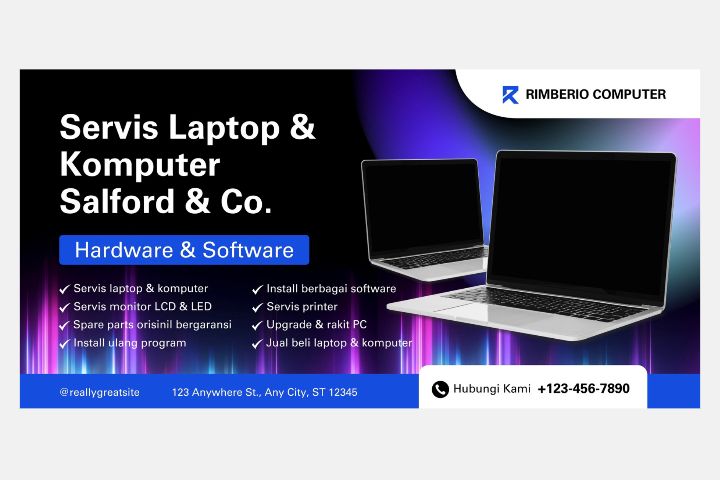 RIMBERIO COMPUTER
Servis Laptop &
Komputer
Salford & Co.
Hardware & Software
Servis laptop & komputer
Servis monitor LCD & LED
Spare parts orisinil bergaransi
Install ulang program
Install berbagai software
Servis printer
Upgrade & rakit PC
Jual beli laptop & komputer
@reallygreatsite
123 Anywhere St., Any City, ST 12345
Hubungi Kami +123-456-7890